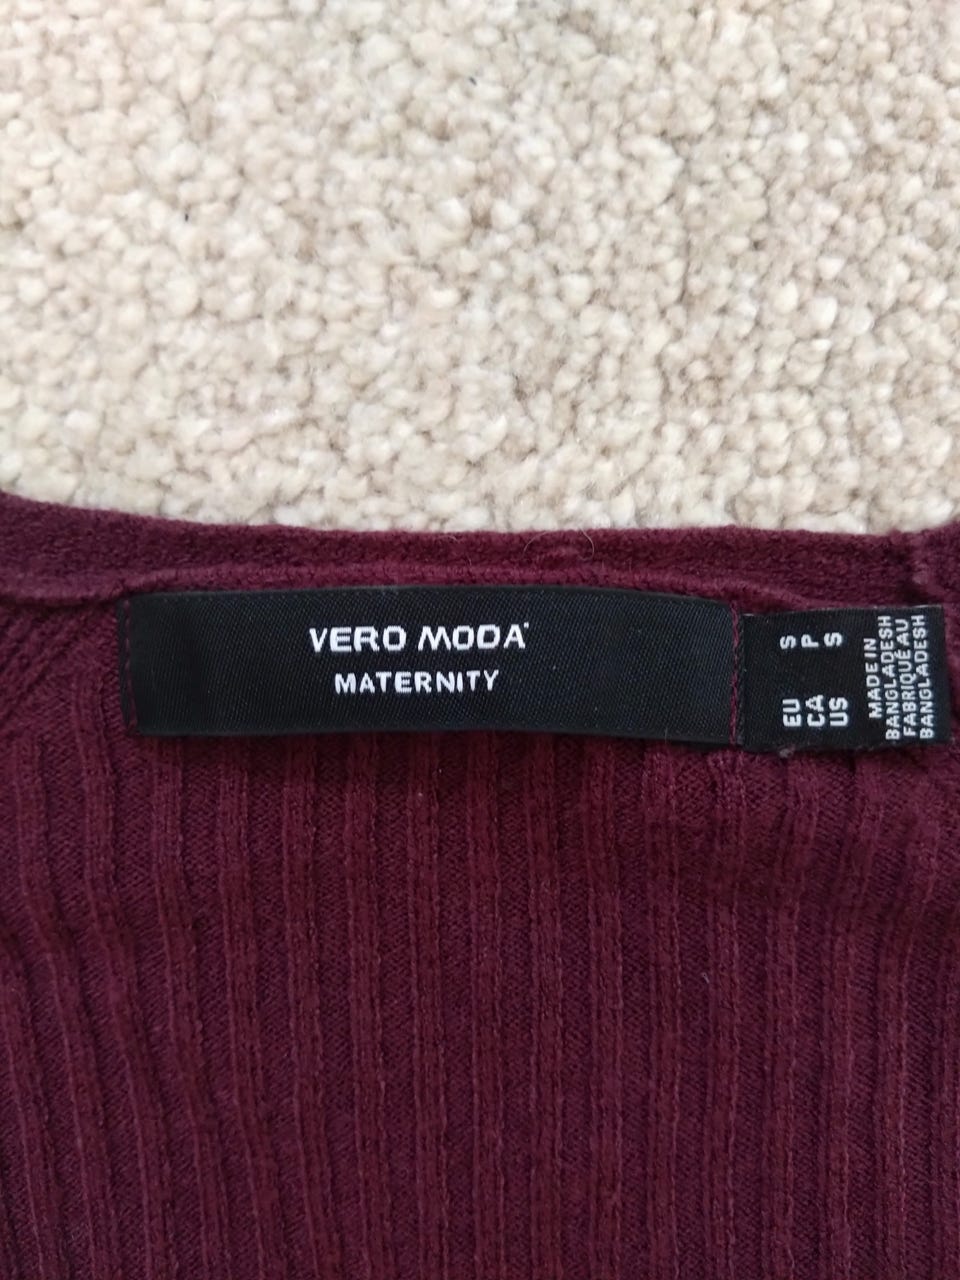 VERO MODA
MATERNITY
EU S
CA P
US S
MADE IN
BANGLADESH
FABRIQUÉ AU
BANGLADESH